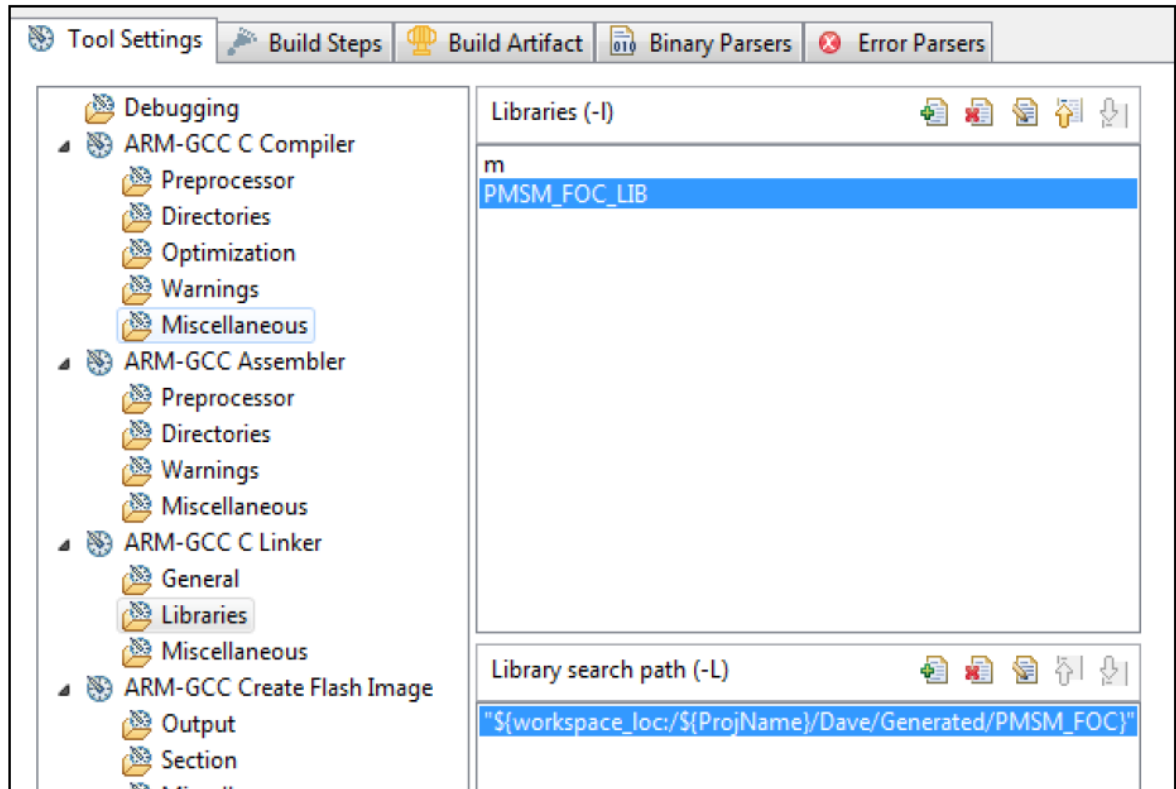 Tool Settings
Build Steps
Build Artifact
Binary Parsers
Error Parsers
Debugging
ARM-GCC C Compiler
Preprocessor
Directories
Optimization
Warnings
Miscellaneous
ARM-GCC Assembler
Preprocessor
Directories
Warnings
Miscellaneous
ARM-GCC C Linker
General
Libraries
Miscellaneous
ARM-GCC Create Flash Image
Output
Section
Libraries (-l)
m
PMSM_FOC_LIB
Library search path (-L)
"${workspace_loc:/${ProjName}/Dave/Generated/PMSM_FOC}"